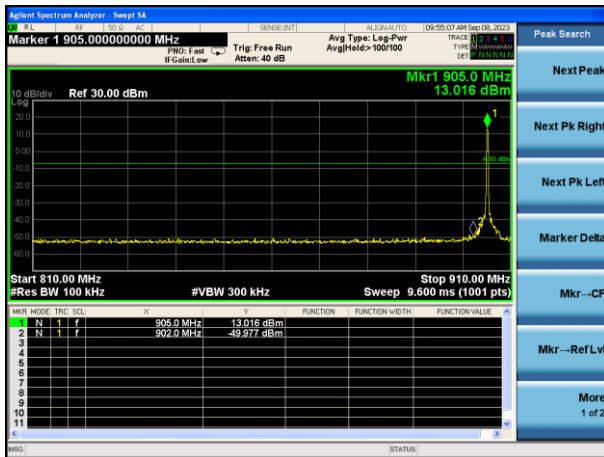 Agilent Spectrum Analyzer - Swept SA
RL RF 50 Ω AC SENSE:INT ALIGNAUTO 09:55:07 AM Sep 08, 2023
Marker 1 905.000000000 MHz
PNO: Fast
IFGain:Low
Trig: Free Run
Atten: 40 dB
Avg Type: Log-Pwr
Avg|Hold:>100/100
TRACE 1 2 3 4 5 6
TYPE M
DET P N N N N N
Mkr1 905.0 MHz
13.016 dBm
10 dB/div Ref 30.00 dBm
Log
20.0
10.0
0.00
-10.0
-20.0
-30.0
-40.0
-50.0
-60.0
1
2
Start 810.00 MHz Stop 910.00 MHz
#Res BW 100 kHz #VBW 300 kHz Sweep 9.600 ms (1001 pts)
MKR MODE TRC SCL X Y FUNCTION FUNCTION WIDTH FUNCTION VALUE
1 N 1 f 905.0 MHz 13.016 dBm
2 N 1 f 902.0 MHz -49.977 dBm
3
4
5
6
7
8
9
10
11
MSG STATUS
Peak Search
Next Peak
Next Pk Right
Next Pk Left
Marker Delta
Mkr→CF
Mkr→Ref Lvl
More
1 of 2